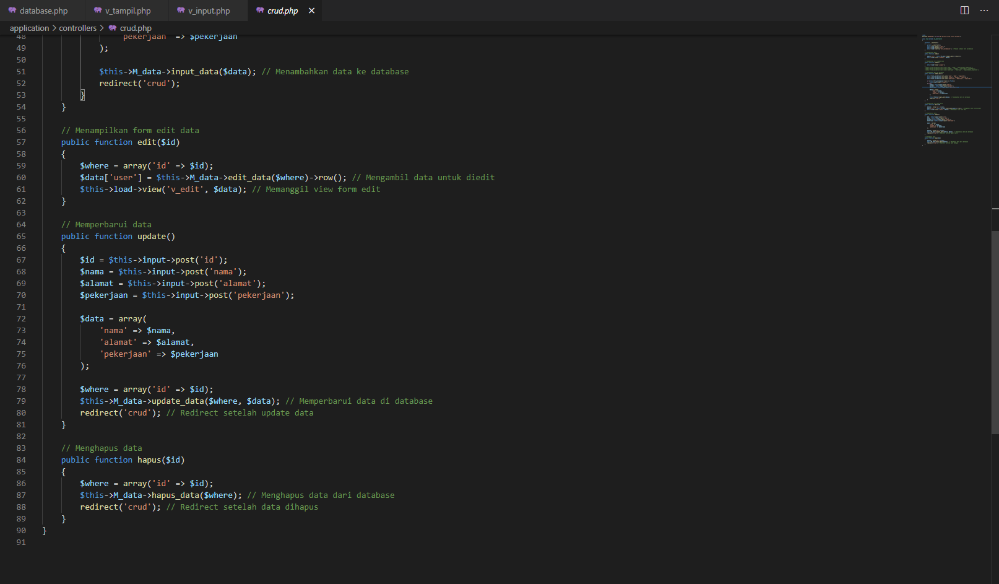 database.php v_tampil.php v_input.php crud.php
application > controllers > crud.php
48 'pekerjaan' => $pekerjaan
49 );
50
51 $this->M_data->input_data($data); // Menambahkan data ke database
52 redirect('crud');
53 }
54 }
55
56 // Menampilkan form edit data
57 public function edit($id)
58 {
59 $where = array('id' => $id);
60 $data['user'] = $this->M_data->edit_data($where)->row(); // Mengambil data untuk diedit
61 $this->load->view('v_edit', $data); // Memanggil view form edit
62 }
63
64 // Memperbarui data
65 public function update()
66 {
67 $id = $this->input->post('id');
68 $nama = $this->input->post('nama');
69 $alamat = $this->input->post('alamat');
70 $pekerjaan = $this->input->post('pekerjaan');
71
72 $data = array(
73 'nama' => $nama,
74 'alamat' => $alamat,
75 'pekerjaan' => $pekerjaan
76 );
77
78 $where = array('id' => $id);
79 $this->M_data->update_data($where, $data); // Memperbarui data di database
80 redirect('crud'); // Redirect setelah update data
81 }
82
83 // Menghapus data
84 public function hapus($id)
85 {
86 $where = array('id' => $id);
87 $this->M_data->hapus_data($where); // Menghapus data dari database
88 redirect('crud'); // Redirect setelah data dihapus
89 }
90 }
91